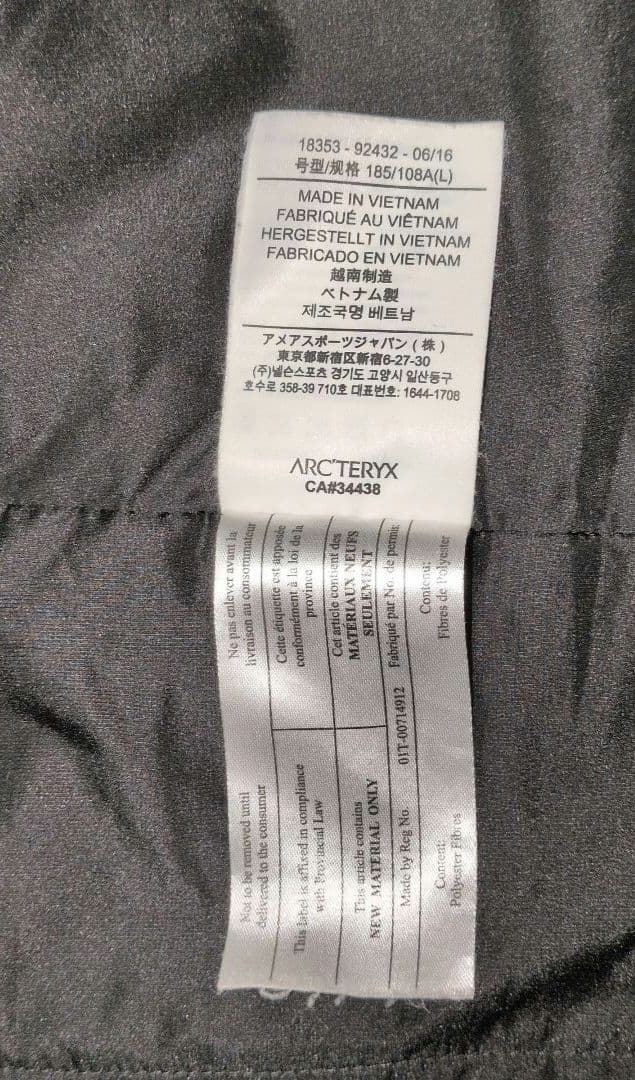 18353 - 92432 - 06/16
号型/规格 185/108A(L)
MADE IN VIETNAM
FABRIQUÉ AU VIÊTNAM
HERGESTELLT IN VIETNAM
FABRICADO EN VIETNAM
越南制造
ベトナム製
제조국명 베트남
アメアスポーツジャパン (株)
東京都新宿区新宿6-27-30
(주)넬슨스포츠 경기도 고양시 일산동구
호수로 358-39 710호 대표번호: 1644-1708
ARC'TERYX
CA#34438
Ne pas enlever avant la
livraison au consommateur
Cette étiquette est apposée
conformément à la loi de la
province
Cet article contient des
MATÉRIAUX NEUFS
SEULEMENT
Fabriqué par No. de permis
Contenu:
Fibres de Polyester
Not to be removed until
delivered to the consumer
This label is affixed in compliance
with Provincial Law
This article contains
NEW MATERIAL ONLY
Made by Reg No.
01T-00714912
Content:
Polyester Fibres